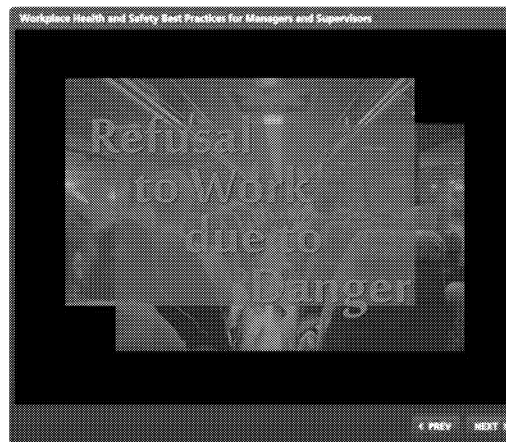 Workplace Health and Safety Best Practices for Managers and Supervisors
Refusal
to Work
due to
Danger
< PREV
NEXT >